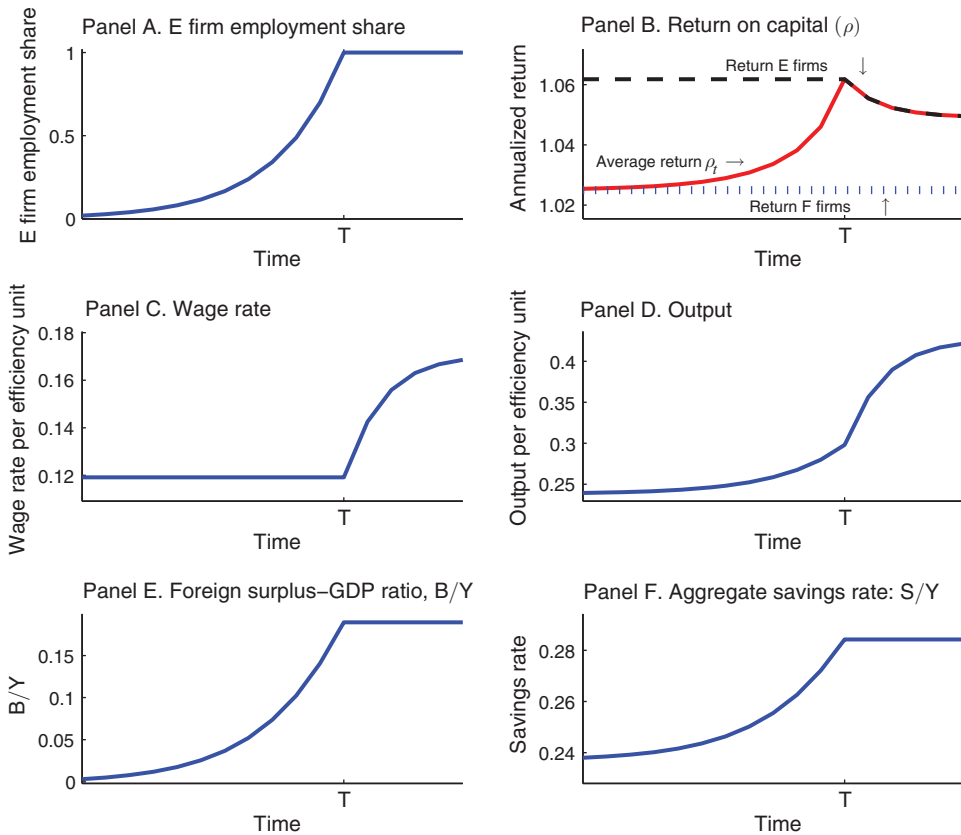 Panel A. E firm employment share
E firm employment share
1
0.5
0
T
Time
Panel B. Return on capital (ρ)
Annualized return
1.06
1.04
1.02
Return E firms ↓
Average return ρt →
Return F firms ↑
T
Time
Panel C. Wage rate
Wage rate per efficiency unit
0.18
0.16
0.14
0.12
T
Time
Panel D. Output
Output per efficiency unit
0.4
0.35
0.3
0.25
T
Time
Panel E. Foreign surplus−GDP ratio, B/Y
B/Y
0.15
0.1
0.05
0
T
Time
Panel F. Aggregate savings rate: S/Y
Savings rate
0.28
0.26
0.24
T
Time